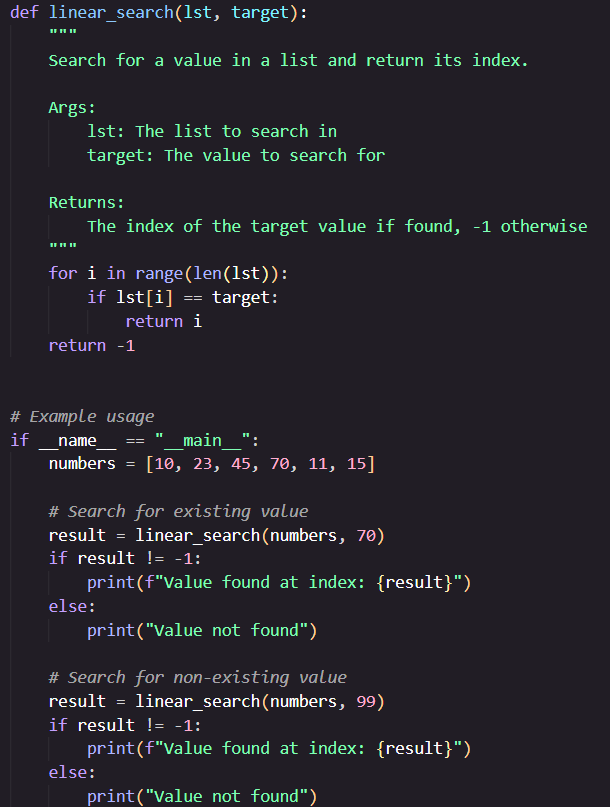 def linear_search(lst, target):
    """
    Search for a value in a list and return its index.

    Args:
        lst: The list to search in
        target: The value to search for

    Returns:
        The index of the target value if found, -1 otherwise
    """
    for i in range(len(lst)):
        if lst[i] == target:
            return i
    return -1


# Example usage
if __name__ == "__main__":
    numbers = [10, 23, 45, 70, 11, 15]

    # Search for existing value
    result = linear_search(numbers, 70)
    if result != -1:
        print(f"Value found at index: {result}")
    else:
        print("Value not found")

    # Search for non-existing value
    result = linear_search(numbers, 99)
    if result != -1:
        print(f"Value found at index: {result}")
    else:
        print("Value not found")